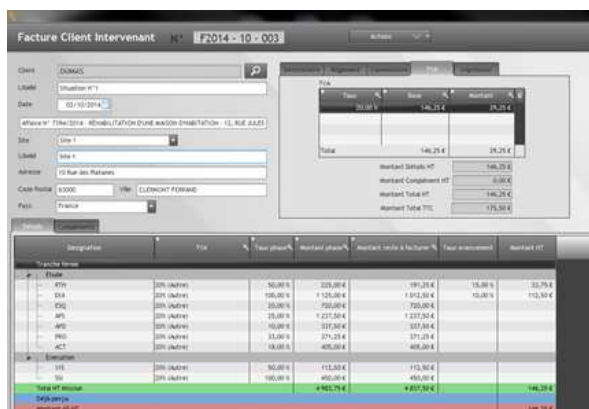 Facture Client Intervenant N° F2014 - 10 - 003 Actions
Client DUMAS
Libellé Situation N°1
Date 02/10/2014
Site Site 1
Libellé Site 1
Adresse 10 Rue des Platanes
Code Postal 63000 Ville CLERMONT FERRAND
Pays France
TVA
TVA
Taux Base Montant
20,00 % 146,25 € 29,25 €
Total 146,25 € 29,25 €
Montant Détails HT 146,25 €
Montant Complément HT 0,00 €
Montant Total HT 146,25 €
Montant Total TTC 175,50 €
Détails Compléments
Désignation TVA Taux phase Montant phase Montant reste à facturer Taux avancement Montant HT
Tranche ferme
Etude
RTH 20% (Autre) 50,00 % 225,00 € 191,25 € 15,00 % 33,75 €
DIA 20% (Autre) 100,00 % 1 125,00 € 1 012,50 € 10,00 % 112,50 €
ESQ 20% (Autre) 20,00 % 720,00 € 720,00 €
APS 20% (Autre) 25,00 % 1 237,50 € 1 237,50 €
APD 20% (Autre) 10,00 % 337,50 € 337,50 €
PRO 20% (Autre) 33,00 % 371,25 € 371,25 €
ACT 20% (Autre) 18,00 % 405,00 € 405,00 €
Execution
VIS 20% (Autre) 50,00 % 112,50 € 112,50 €
20% (Autre) 100,00 % 450,00 € 450,00 €
Total HT Mission 4 983,75 € 4 837,50 € 146,25 €
Déjà perçu